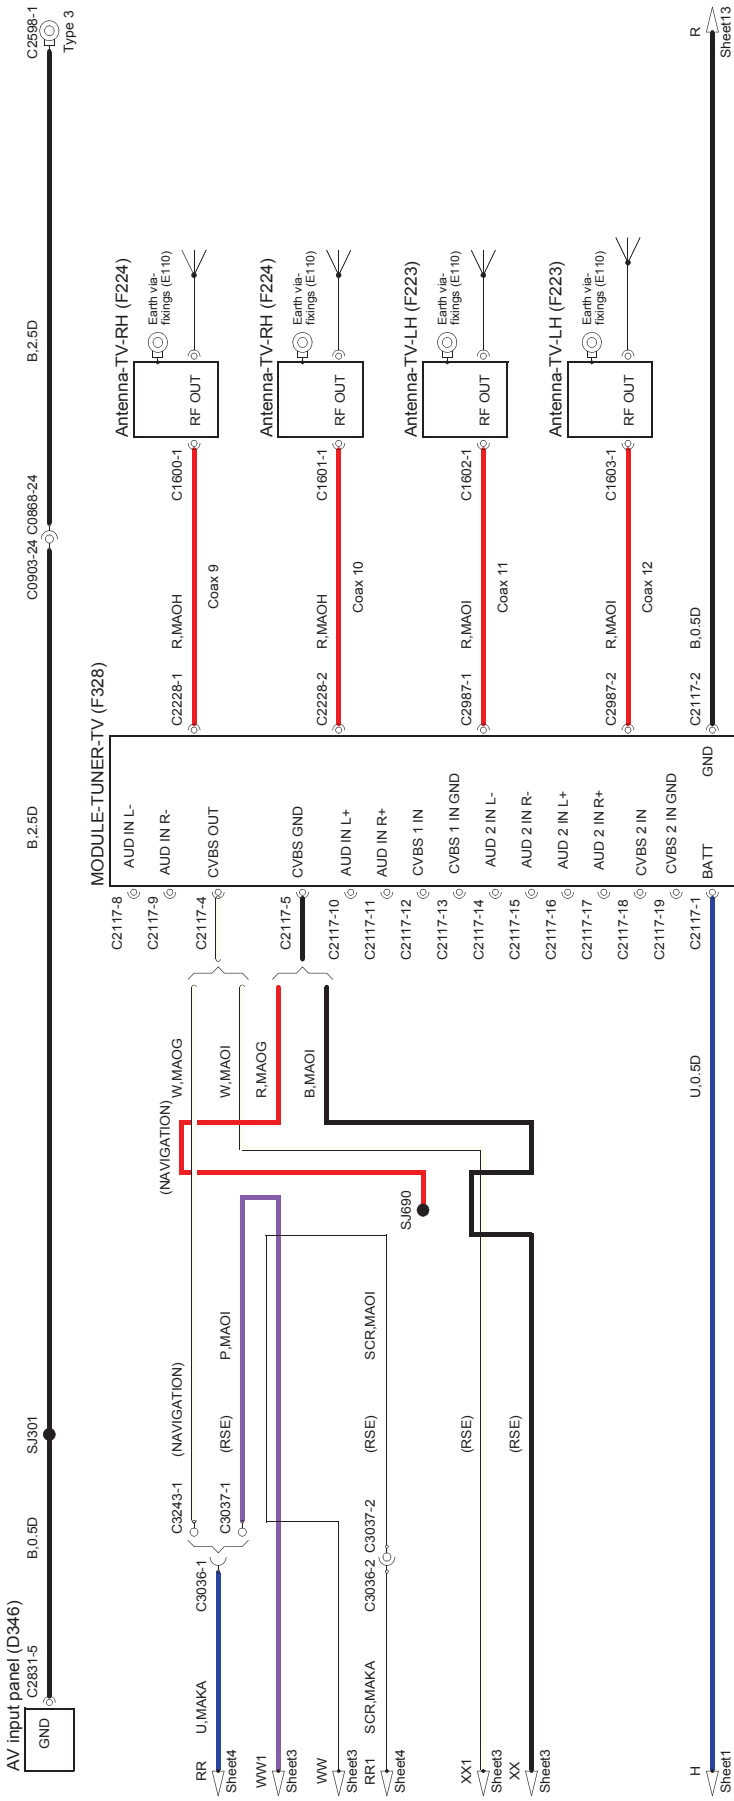 AV input panel (D346)
GND
C2831-5
B,0.5D
SJ301
B,2.5D
C0903-24
C0868-24
B,2.5D
C2598-1
Type 3
MODULE-TUNER-TV (F328)
C2117-8
AUD IN L-
C2117-9
AUD IN R-
C2117-4
CVBS OUT
C2117-5
CVBS GND
C2117-10
AUD IN L+
C2117-11
AUD IN R+
C2117-12
CVBS 1 IN
C2117-13
CVBS 1 IN GND
C2117-14
AUD 2 IN L-
C2117-15
AUD 2 IN R-
C2117-16
AUD 2 IN L+
C2117-17
AUD 2 IN R+
C2117-18
CVBS 2 IN
C2117-19
CVBS 2 IN GND
C2117-1
BATT
GND
C2228-1
R,MAOH
Coax 9
C1600-1
Antenna-TV-RH (F224)
RF OUT
Earth via-
fixings (E110)
C2228-2
R,MAOH
Coax 10
C1601-1
Antenna-TV-RH (F224)
RF OUT
Earth via-
fixings (E110)
C2987-1
R,MAOI
Coax 11
C1602-1
Antenna-TV-LH (F223)
RF OUT
Earth via-
fixings (E110)
C2987-2
R,MAOI
Coax 12
C1603-1
Antenna-TV-LH (F223)
RF OUT
Earth via-
fixings (E110)
C2117-2
B,0.5D
R
Sheet13
RR
Sheet4
U,MAKA
C3036-1
C3243-1
(NAVIGATION)
(NAVIGATION)
W,MAOG
C3037-1
(RSE)
P,MAOI
W,MAOI
R,MAOG
B,MAOI
WW1
Sheet3
WW
Sheet3
RR1
Sheet4
SCR,MAKA
C3036-2
C3037-2
(RSE)
SCR,MAOI
SJ690
XX1
Sheet3
(RSE)
XX
Sheet3
(RSE)
H
Sheet1
U,0.5D